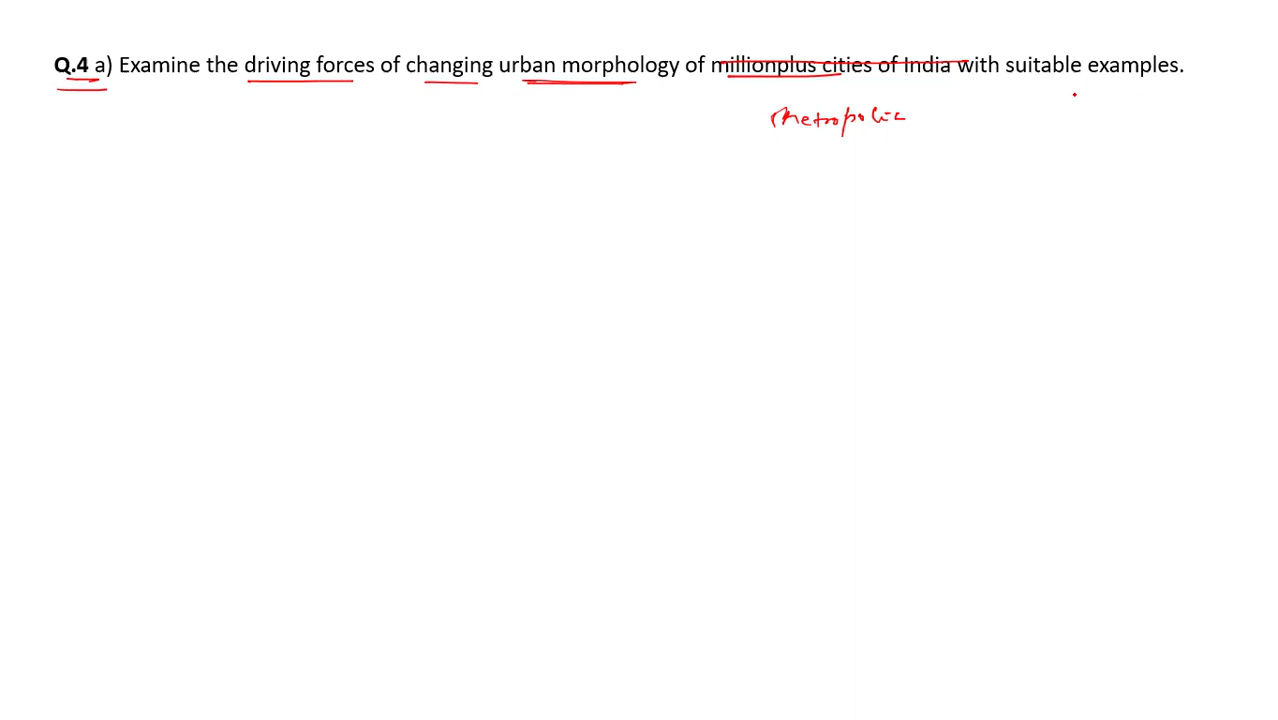 Q.4 a) Examine the driving forces of changing urban morphology of millionplus cities of India with suitable examples.
Metropolis